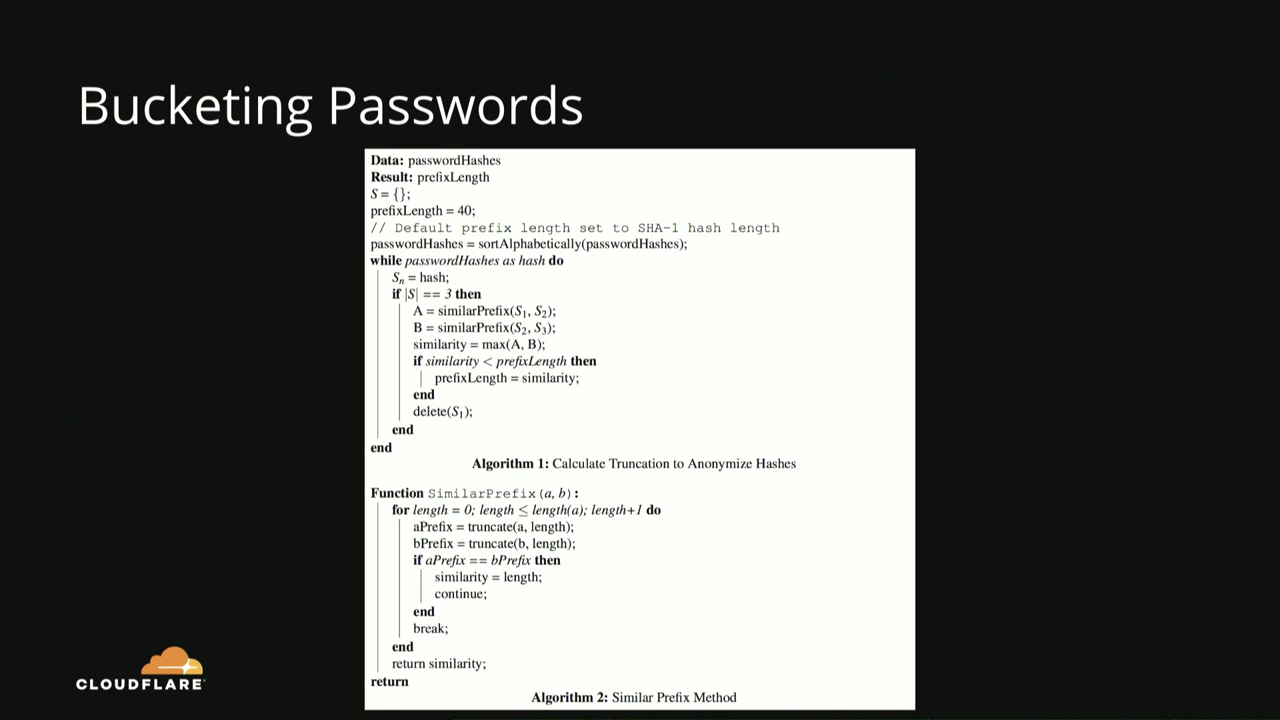 Bucketing Passwords
Data: passwordHashes
Result: prefixLength
S = {};
prefixLength = 40;
// Default prefix length set to SHA-1 hash length
passwordHashes = sortAlphabetically(passwordHashes);
while passwordHashes as hash do
Sₙ = hash;
if |S| == 3 then
A = similarPrefix(S₁, S₂);
B = similarPrefix(S₂, S₃);
similarity = max(A, B);
if similarity < prefixLength then
prefixLength = similarity;
end
delete(S₁);
end
end
Algorithm 1: Calculate Truncation to Anonymize Hashes
Function SimilarPrefix(a, b):
for length = 0; length ≤ length(a); length+1 do
aPrefix = truncate(a, length);
bPrefix = truncate(b, length);
if aPrefix == bPrefix then
similarity = length;
continue;
end
break;
end
return similarity;
return
Algorithm 2: Similar Prefix Method
CLOUDFLARE